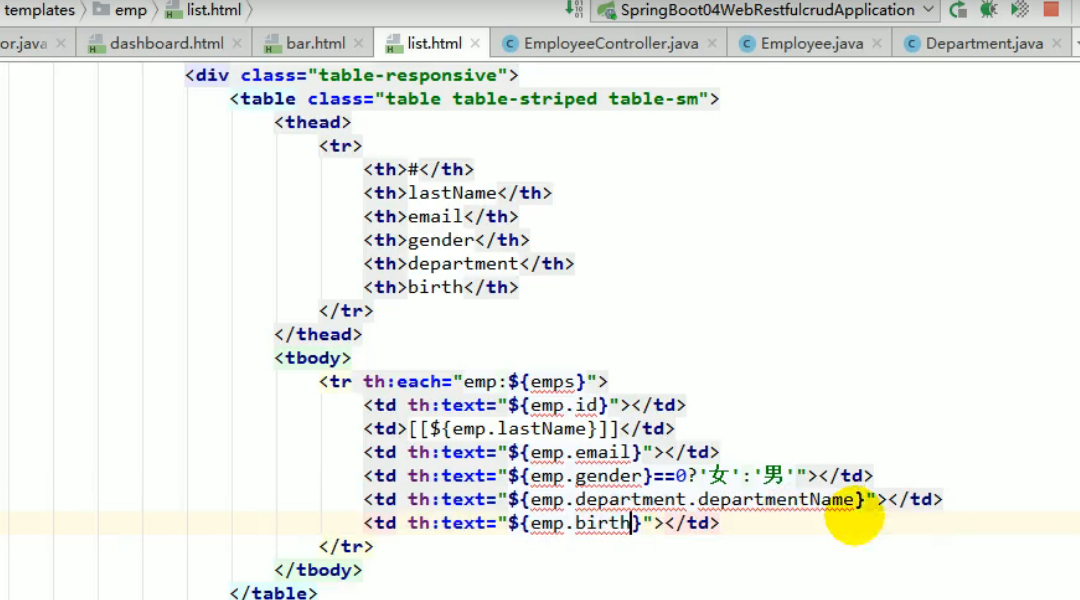 templates emp list.html SpringBoot04WebRestfulcrudApplication
or.java dashboard.html bar.html list.html EmployeeController.java Employee.java Department.java
<div class="table-responsive">
<table class="table table-striped table-sm">
<thead>
<tr>
<th>#</th>
<th>lastName</th>
<th>email</th>
<th>gender</th>
<th>department</th>
<th>birth</th>
</tr>
</thead>
<tbody>
<tr th:each="emp:${emps}">
<td th:text="${emp.id}"></td>
<td>[[${emp.lastName}]]</td>
<td th:text="${emp.email}"></td>
<td th:text="${emp.gender}==0?'女':'男'"></td>
<td th:text="${emp.department.departmentName}"></td>
<td th:text="${emp.birth}"></td>
</tr>
</tbody>
</table>